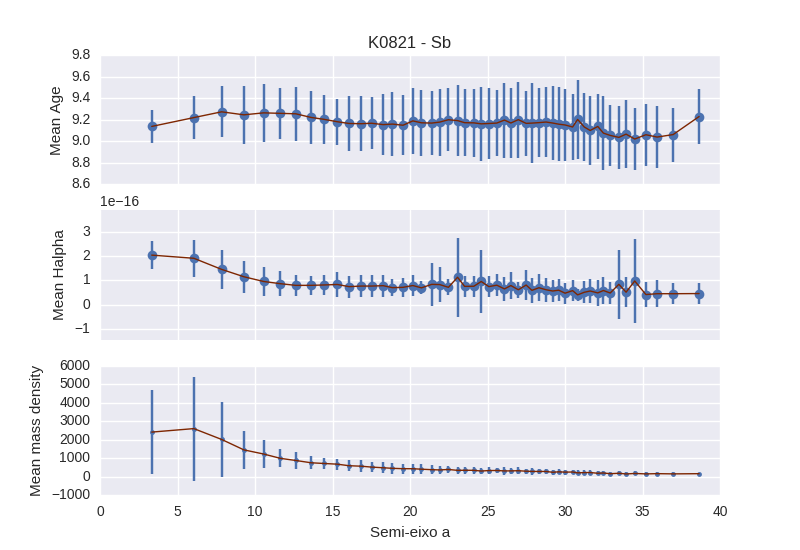 K0821 - Sb
9.8
9.6
9.4
9.2
9.0
8.8
8.6
Mean Age
1e−16
3
2
1
0
−1
Mean Halpha
6000
5000
4000
3000
2000
1000
0
−1000
Mean mass density
0 5 10 15 20 25 30 35 40
Semi-eixo a